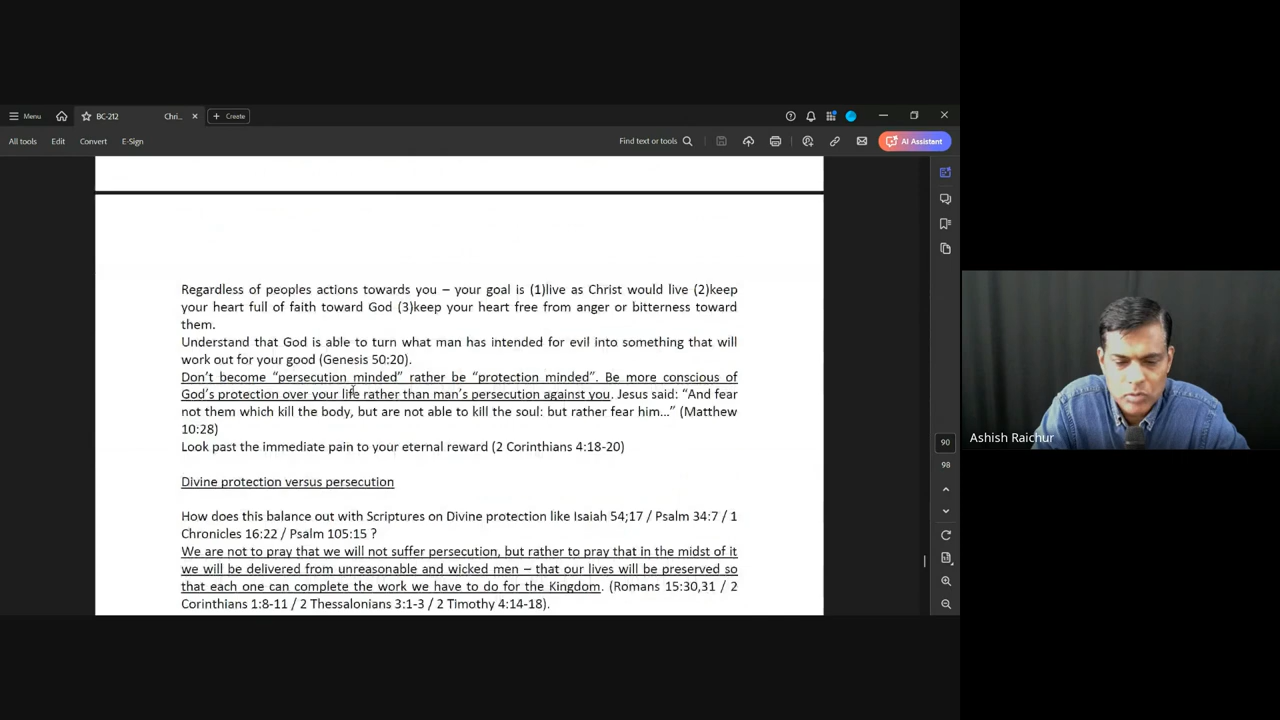 Menu
BC-212
Chri...
Create
All tools
Edit
Convert
E-Sign
Find text or tools
AI Assistant
Regardless of peoples actions towards you – your goal is (1)live as Christ would live (2)keep
your heart full of faith toward God (3)keep your heart free from anger or bitterness toward
them.
Understand that God is able to turn what man has intended for evil into something that will
work out for your good (Genesis 50:20).
Don't become “persecution minded” rather be “protection minded”. Be more conscious of
God's protection over your life rather than man's persecution against you. Jesus said: “And fear
not them which kill the body, but are not able to kill the soul: but rather fear him...” (Matthew
10:28)
Look past the immediate pain to your eternal reward (2 Corinthians 4:18-20)
Divine protection versus persecution
How does this balance out with Scriptures on Divine protection like Isaiah 54;17 / Psalm 34:7 / 1
Chronicles 16:22 / Psalm 105:15 ?
We are not to pray that we will not suffer persecution, but rather to pray that in the midst of it
we will be delivered from unreasonable and wicked men – that our lives will be preserved so
that each one can complete the work we have to do for the Kingdom. (Romans 15:30,31 / 2
Corinthians 1:8-11 / 2 Thessalonians 3:1-3 / 2 Timothy 4:14-18).
90
98
Ashish Raichur